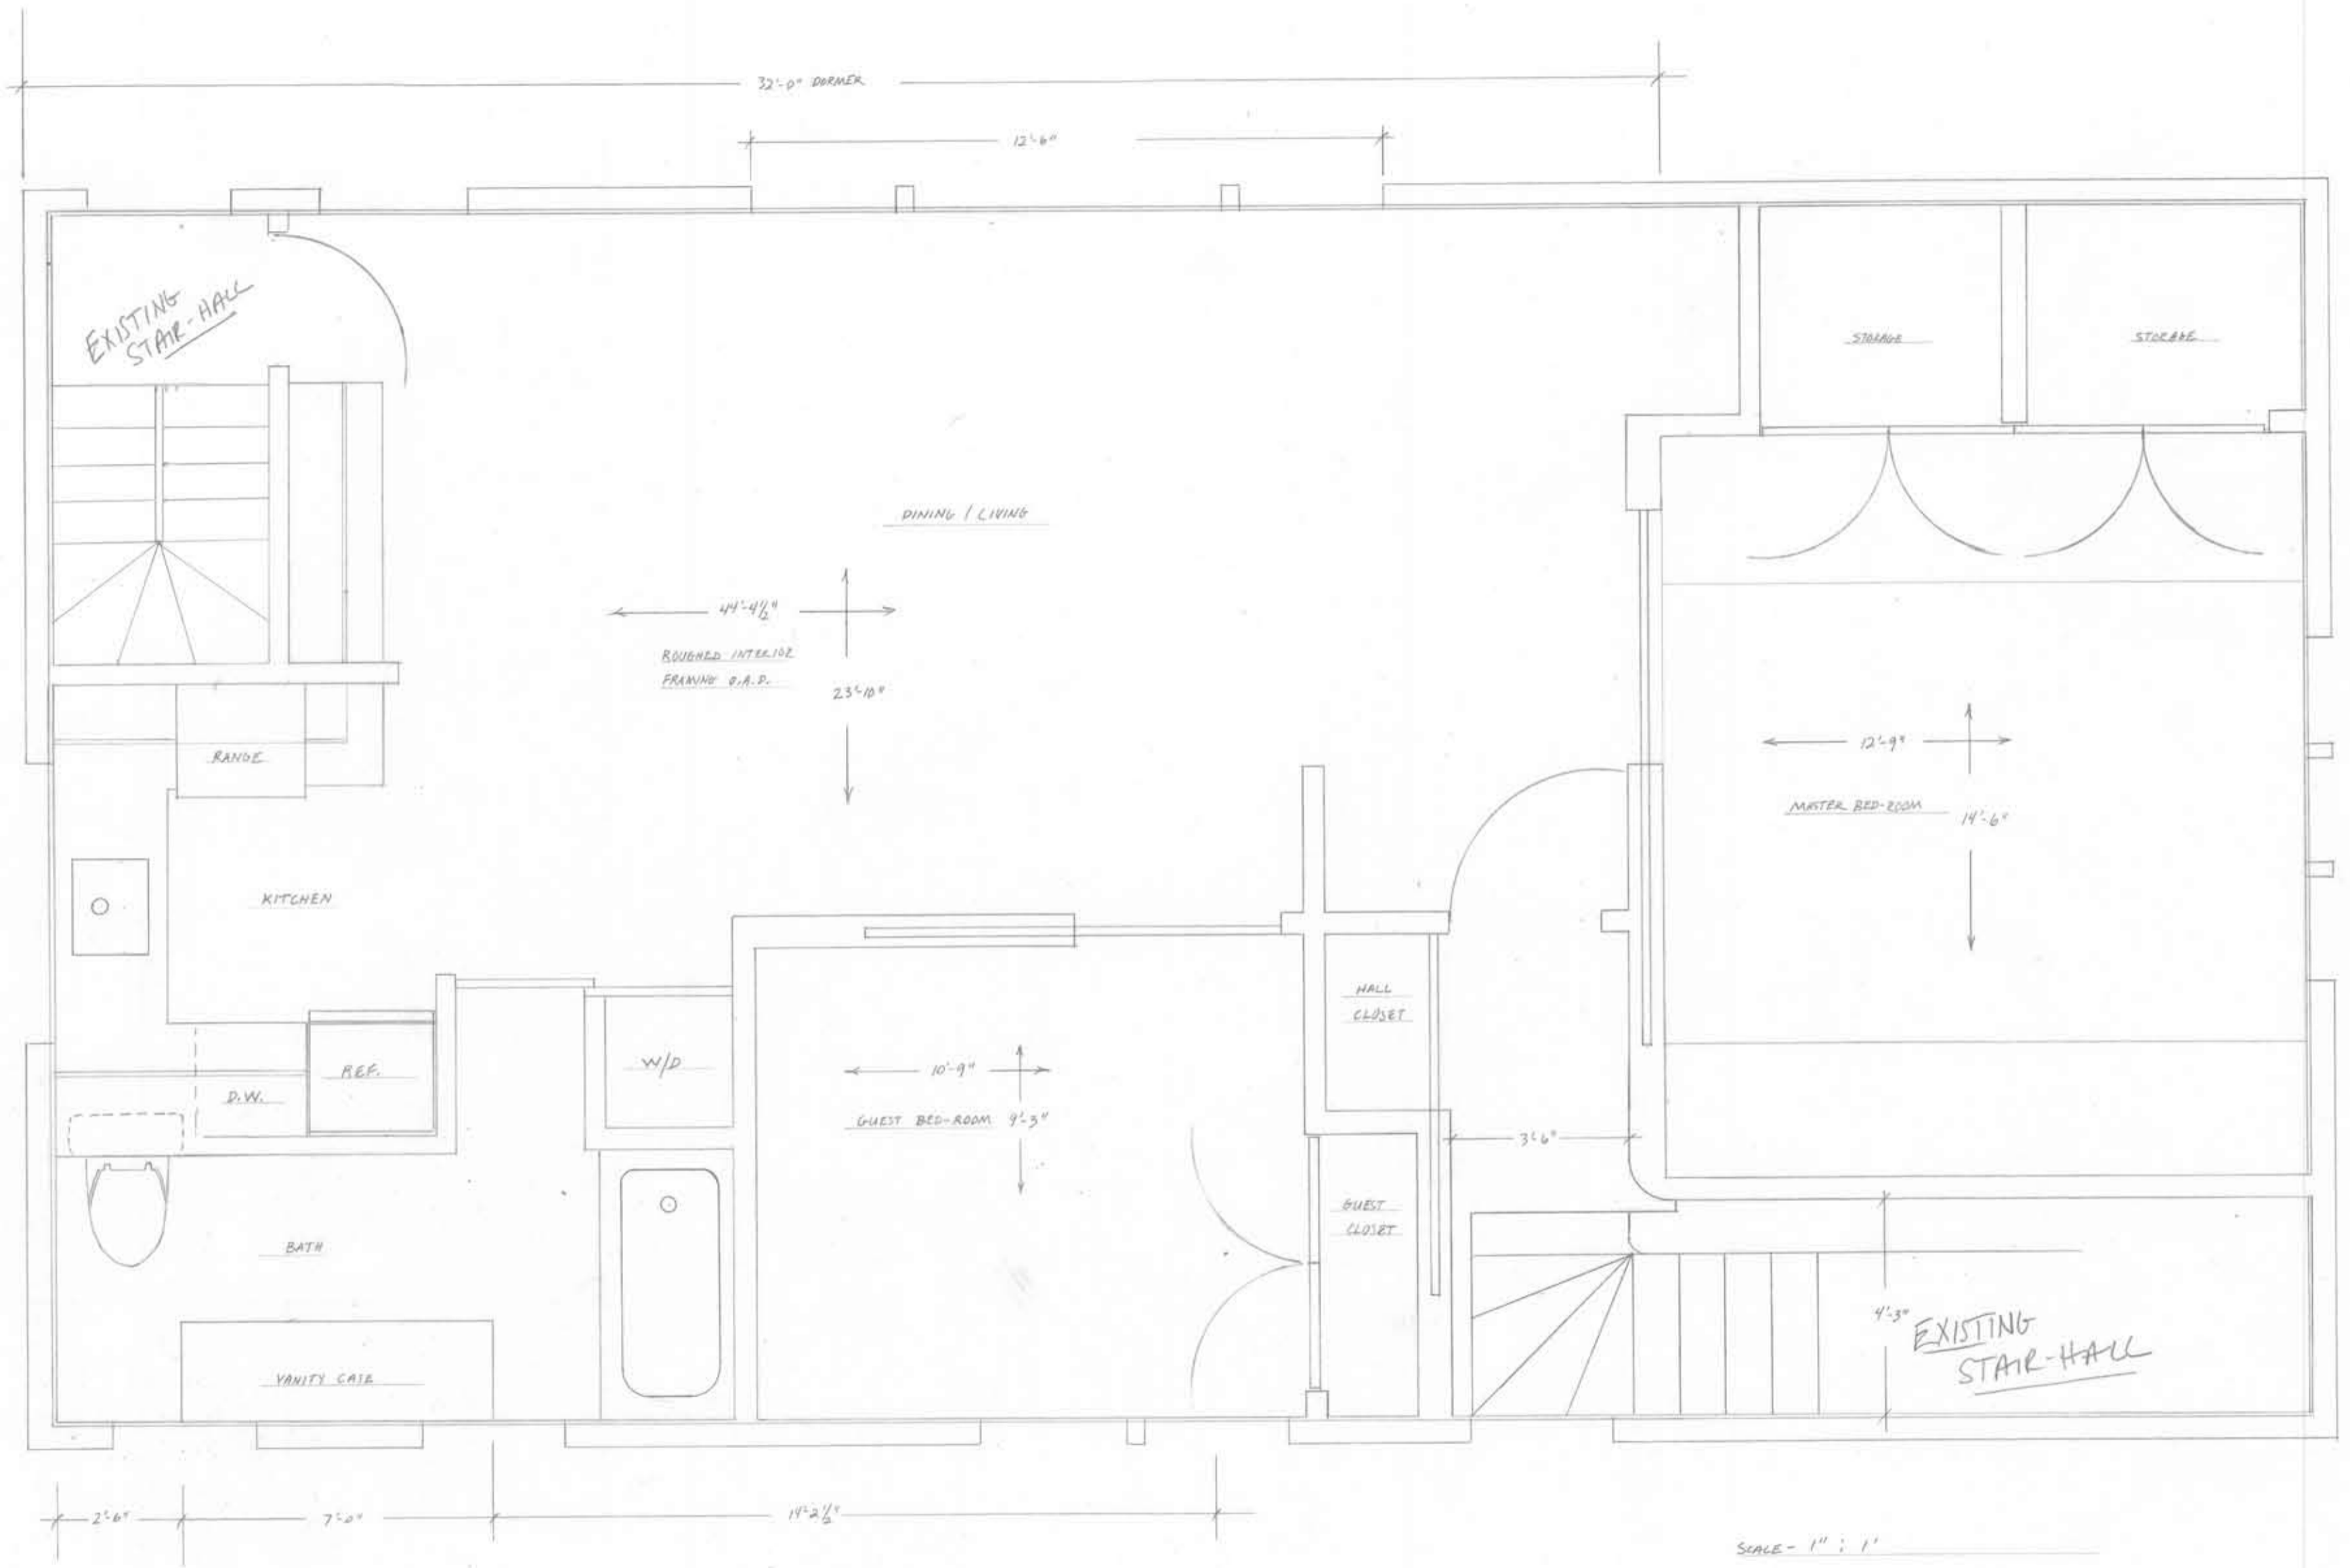 32'-0" DORMER
12'-6"
EXISTING
STAIR-HALL
STORAGE
STORAGE
DINING / LIVING
44'-4½"
ROUGHED INTERIOR
FRAMING O.A.D.
23'-10"
RANGE
12'-9"
MASTER BED-ROOM
14'-6"
KITCHEN
HALL
CLOSET
REF.
W/D
D.W.
10'-9"
GUEST BED-ROOM 9'-3"
3'-6"
GUEST
CLOSET
BATH
VANITY CASE
4'-3"
EXISTING
STAIR-HALL
2'-6"
7'-0"
14'-2½"
SCALE - 1" : 1'